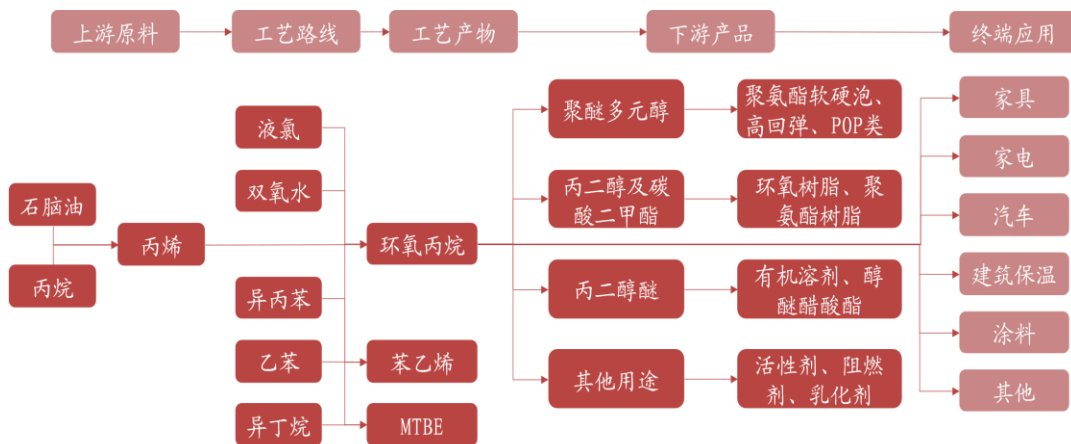 上游原料
工艺路线
工艺产物
下游产品
终端应用
石脑油
丙烷
丙烯
液氯
双氧水
异丙苯
乙苯
异丁烷
环氧丙烷
苯乙烯
MTBE
聚醚多元醇
聚氨酯软硬泡、
高回弹、POP类
丙二醇及碳
酸二甲酯
环氧树脂、聚
氨酯树脂
丙二醇醚
有机溶剂、醇
醚醋酸酯
其他用途
活性剂、阻燃
剂、乳化剂
家具
家电
汽车
建筑保温
涂料
其他